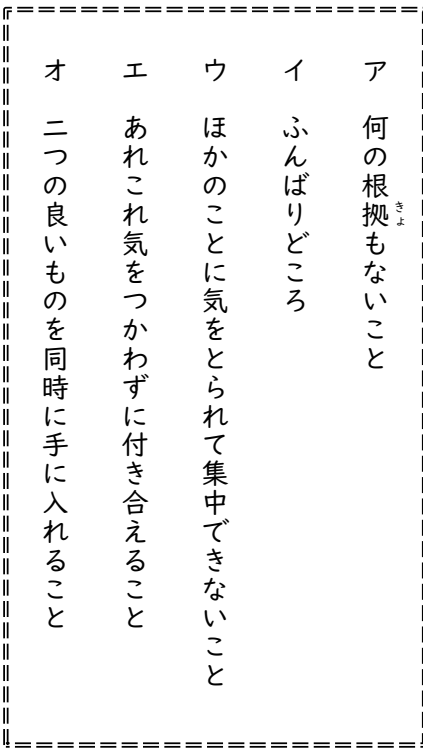 ア　何の根拠もないこと
きょ
イ　ふんばりどころ
ウ　ほかのことに気をとられて集中できないこと
エ　あれこれ気をつかわずに付き合えること
オ　二つの良いものを同時に手に入れること